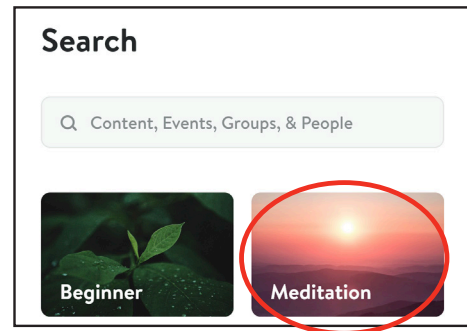 Search
Content, Events, Groups, & People
Beginner
Meditation